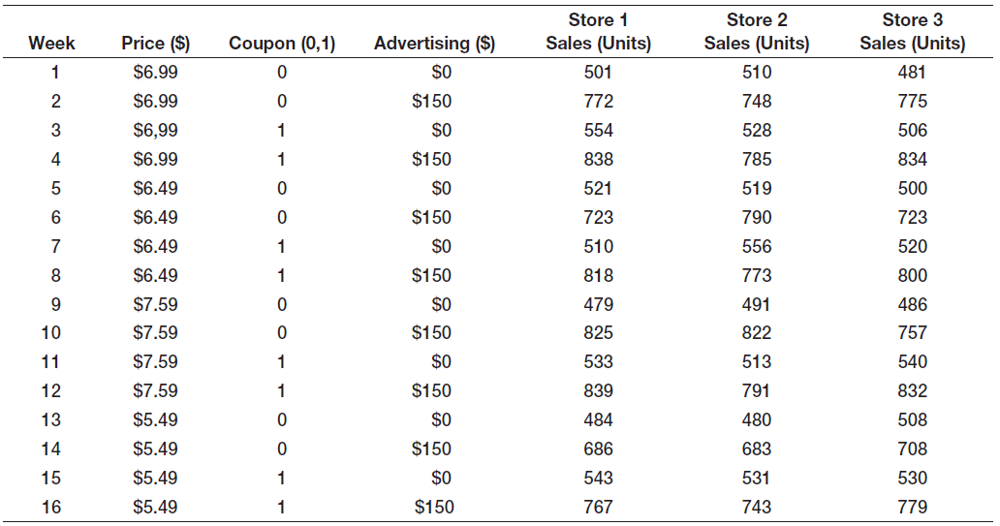 Store 1 Store 2 Store 3
Week Price ($) Coupon (0,1) Advertising ($) Sales (Units) Sales (Units) Sales (Units)
1 $6.99 0 $0 501 510 481
2 $6.99 0 $150 772 748 775
3 $6,99 1 $0 554 528 506
4 $6.99 1 $150 838 785 834
5 $6.49 0 $0 521 519 500
6 $6.49 0 $150 723 790 723
7 $6.49 1 $0 510 556 520
8 $6.49 1 $150 818 773 800
9 $7.59 0 $0 479 491 486
10 $7.59 0 $150 825 822 757
11 $7.59 1 $0 533 513 540
12 $7.59 1 $150 839 791 832
13 $5.49 0 $0 484 480 508
14 $5.49 0 $150 686 683 708
15 $5.49 1 $0 543 531 530
16 $5.49 1 $150 767 743 779